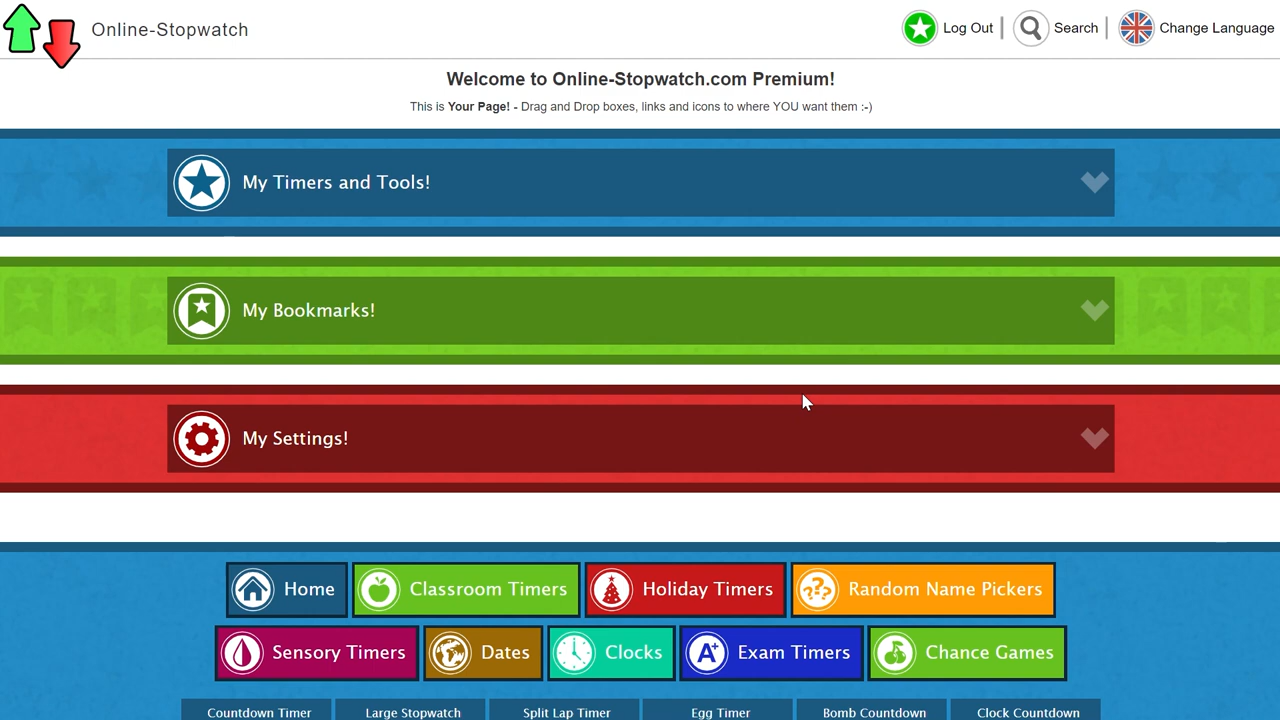 Online-Stopwatch
Log Out | Search | Change Language
Welcome to Online-Stopwatch.com Premium!
This is Your Page! - Drag and Drop boxes, links and icons to where YOU want them :-)
My Timers and Tools!
My Bookmarks!
My Settings!
Home Classroom Timers Holiday Timers ??? Random Name Pickers
Sensory Timers Dates Clocks A+ Exam Timers Chance Games
Countdown Timer Large Stopwatch Split Lap Timer Egg Timer Bomb Countdown Clock Countdown